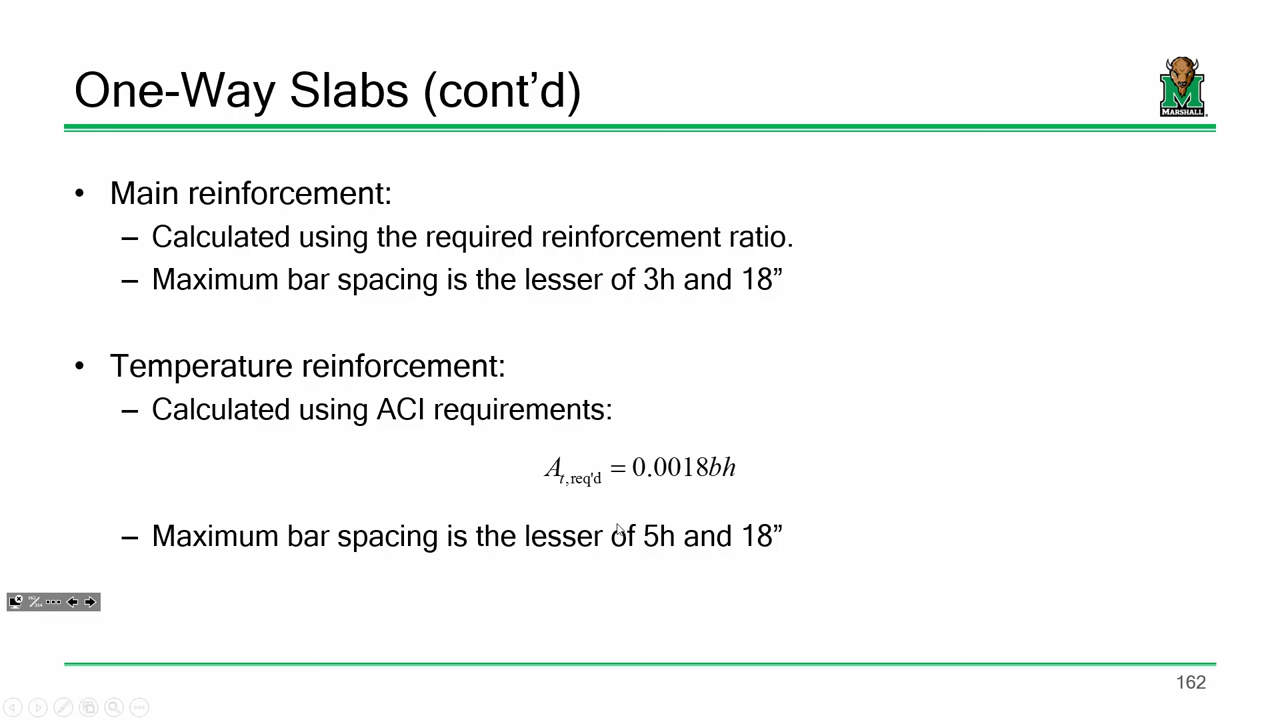 One-Way Slabs (cont’d)
MARSHALL
• Main reinforcement:
– Calculated using the required reinforcement ratio.
– Maximum bar spacing is the lesser of 3h and 18”
• Temperature reinforcement:
– Calculated using ACI requirements:
At,req'd = 0.0018bh
– Maximum bar spacing is the lesser of 5h and 18”
162